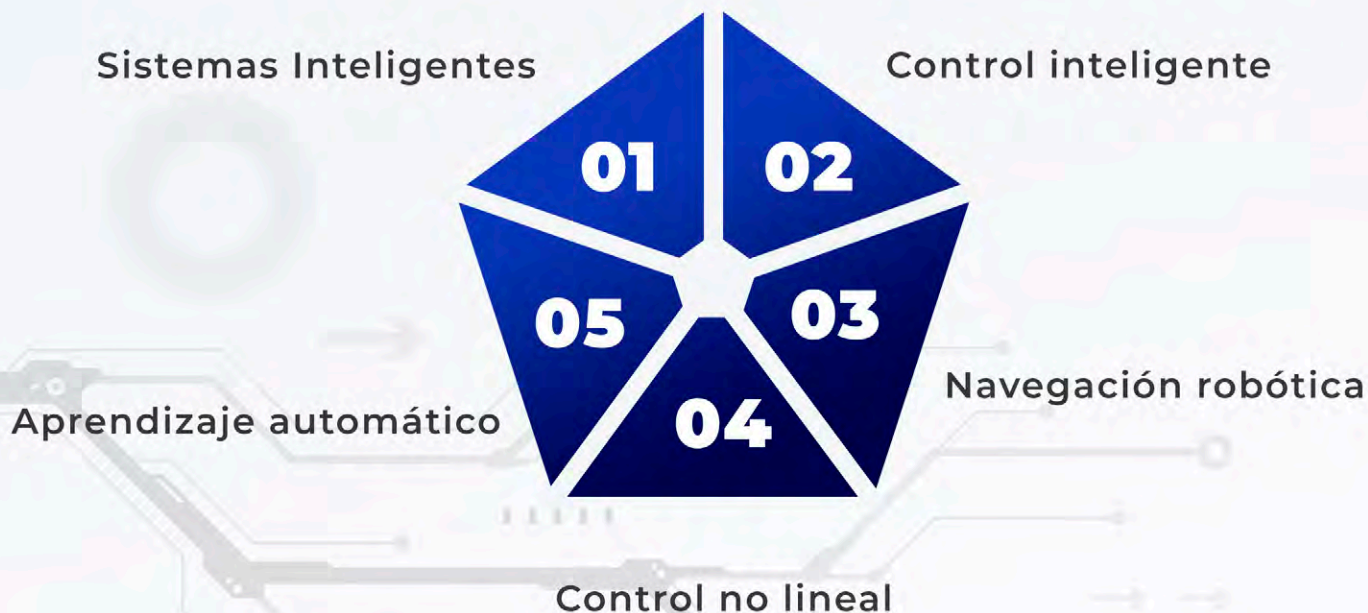 Sistemas Inteligentes
Control inteligente
01
02
05
03
Navegación robótica
Aprendizaje automático
04
Control no lineal